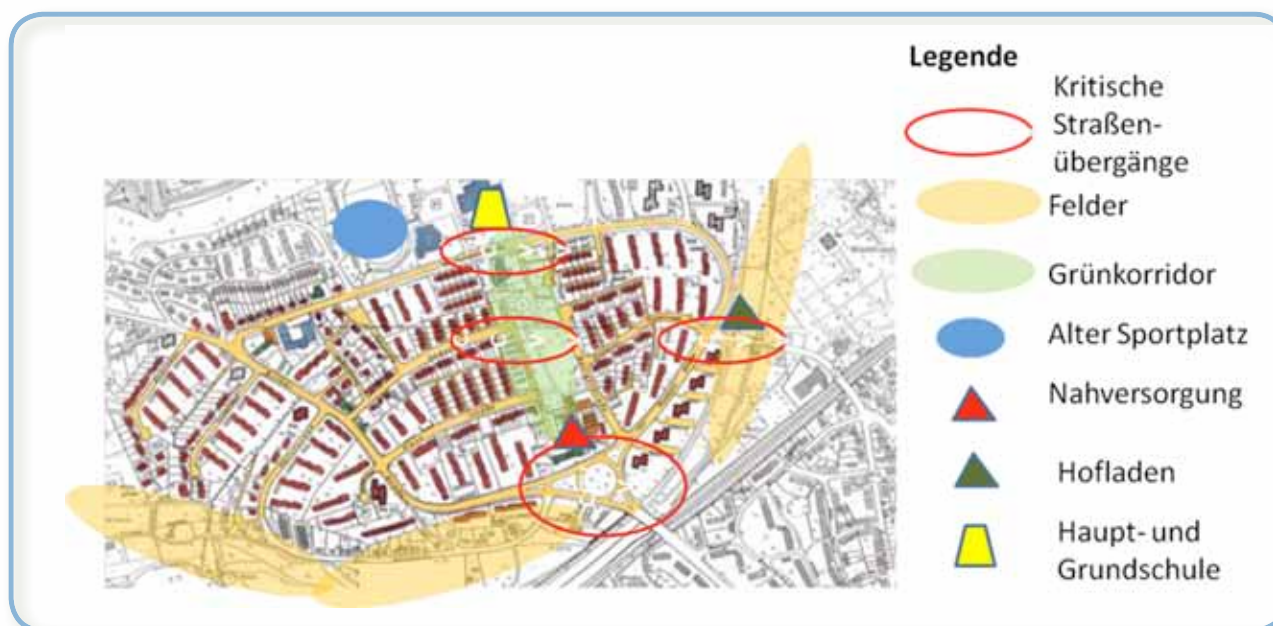 Legende
Kritische
Straßen-
übergänge
Felder
Grünkorridor
Alter Sportplatz
Nahversorgung
Hofladen
Haupt- und
Grundschule